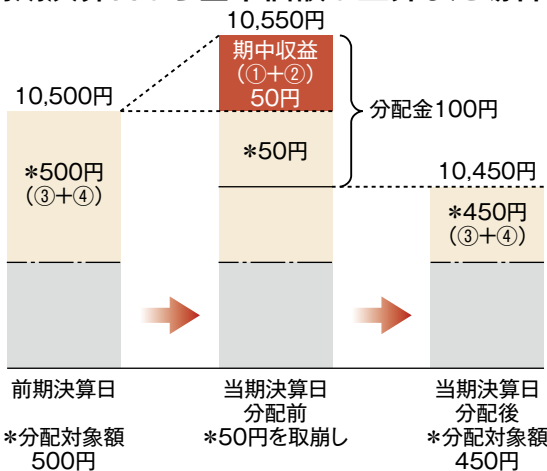 10,550円
期中収益
(①+②)
50円
10,500円
分配金100円
*50円
*500円
(③+④)
10,450円
*450円
(③+④)
前期決算日
*分配対象額
500円
当期決算日
分配前
*50円を取崩し
当期決算日
分配後
*分配対象額
450円